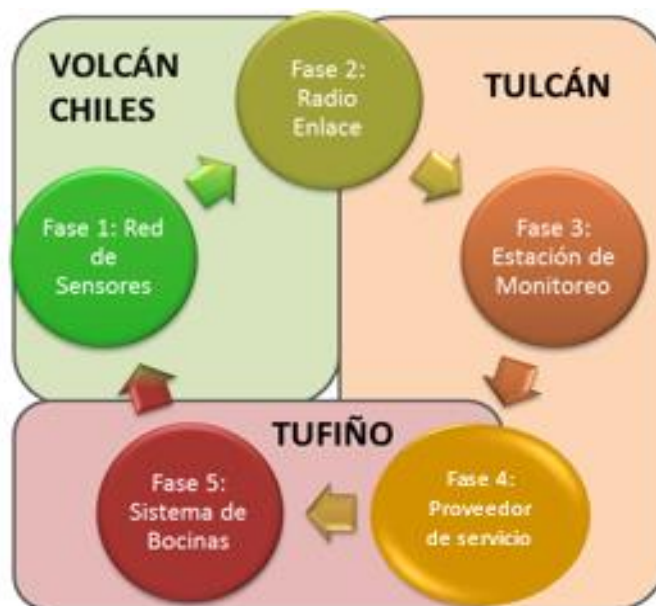 VOLCÁN
CHILES
Fase 2:
Radio
Enlace
TULCÁN
Fase 1: Red
de
Sensores
Fase 3:
Estación de
Monitoreo
TUFIÑO
Fase 5:
Sistema de
Bocinas
Fase 4:
Proveedor
de servicio